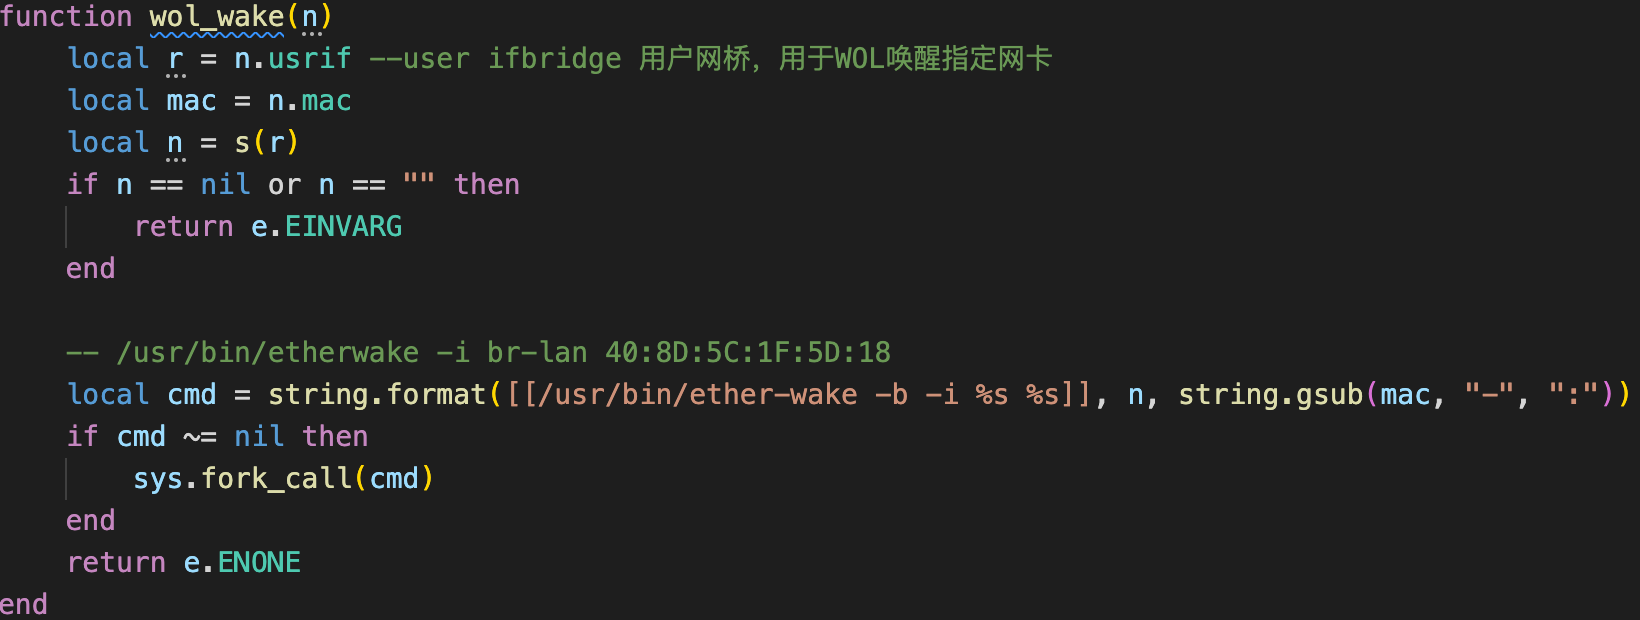 function wol_wake(n)
    local r = n.usrif --user ifbridge 用户网桥，用于WOL唤醒指定网卡
    local mac = n.mac
    local n = s(r)
    if n == nil or n == "" then
        return e.EINVARG
    end

    -- /usr/bin/etherwake -i br-lan 40:8D:5C:1F:5D:18
    local cmd = string.format([[/usr/bin/ether-wake -b -i %s %s]], n, string.gsub(mac, "-", ":"))
    if cmd ~= nil then
        sys.fork_call(cmd)
    end
    return e.ENONE
end